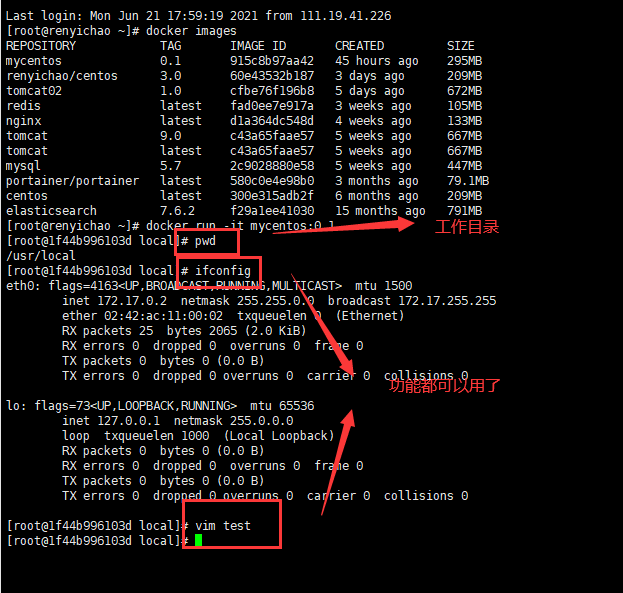 Last login: Mon Jun 21 17:59:19 2021 from 111.19.41.226
[root@renyichao ~]# docker images
REPOSITORY TAG IMAGE ID CREATED SIZE
mycentos 0.1 915c8b97aa42 45 hours ago 295MB
renyichao/centos 3.0 60e43532b187 3 days ago 209MB
tomcat02 1.0 cfbe76f196b8 5 days ago 672MB
redis latest fad0ee7e917a 3 weeks ago 105MB
nginx latest d1a364dc548d 4 weeks ago 133MB
tomcat 9.0 c43a65faae57 5 weeks ago 667MB
tomcat latest c43a65faae57 5 weeks ago 667MB
mysql 5.7 2c9028880e58 5 weeks ago 447MB
portainer/portainer latest 580c0e4e98b0 3 months ago 79.1MB
centos latest 300e315adb2f 6 months ago 209MB
elasticsearch 7.6.2 f29a1ee41030 15 months ago 791MB
[root@renyichao ~]# docker run -it mycentos:0.1
工作目录
[root@1f44b996103d local]# pwd
/usr/local
[root@1f44b996103d local]# ifconfig
eth0: flags=4163<UP,BROADCAST,RUNNING,MULTICAST> mtu 1500
inet 172.17.0.2 netmask 255.255.0.0 broadcast 172.17.255.255
ether 02:42:ac:11:00:02 txqueuelen 0 (Ethernet)
RX packets 25 bytes 2065 (2.0 KiB)
RX errors 0 dropped 0 overruns 0 frame 0
TX packets 0 bytes 0 (0.0 B)
TX errors 0 dropped 0 overruns 0 carrier 0 collisions 0
功能都可以用了
lo: flags=73<UP,LOOPBACK,RUNNING> mtu 65536
inet 127.0.0.1 netmask 255.0.0.0
loop txqueuelen 1000 (Local Loopback)
RX packets 0 bytes 0 (0.0 B)
RX errors 0 dropped 0 overruns 0 frame 0
TX packets 0 bytes 0 (0.0 B)
TX errors 0 dropped 0 overruns 0 carrier 0 collisions 0
[root@1f44b996103d local]# vim test
[root@1f44b996103d local]#